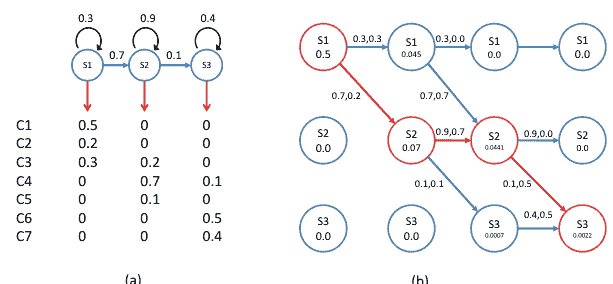 0.3 0.9 0.4
S1 0.7 S2 0.1 S3
C1 0.5 0 0
C2 0.2 0 0
C3 0.3 0.2 0
C4 0 0.7 0.1
C5 0 0.1 0
C6 0 0 0.5
C7 0 0 0.4
(a)
S1 0.3,0.3 S1 0.3,0.0 S1 S1
0.5 0.045 0.0 0.0
0.7,0.2 0.7,0.7
S2 S2 0.9,0.7 S2 0.9,0.0 S2
0.0 0.07 0.0441 0.0
0.1,0.1 0.1,0.5
S3 S3 S3 0.4,0.5 S3
0.0 0.0 0.0007 0.0022
(b)